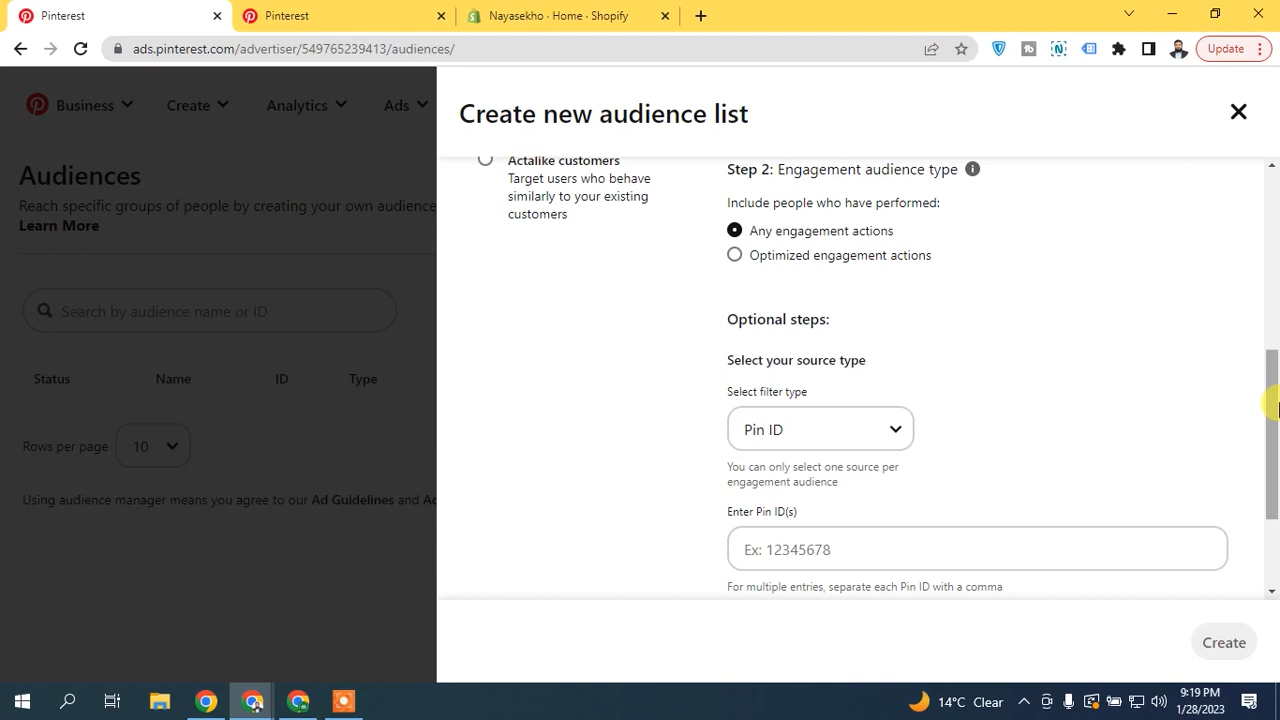 Pinterest
Pinterest
Nayasekho · Home · Shopify
ads.pinterest.com/advertiser/549765239413/audiences/
Update
Business
Create
Analytics
Ads
Audiences
Reach specific groups of people by creating your own audience
Learn More
Search by audience name or ID
Status
Name
ID
Type
Rows per page
10
Using audience manager means you agree to our Ad Guidelines and
Create new audience list
Actalike customers
Target users who behave
similarly to your existing
customers
Step 2: Engagement audience type
Include people who have performed:
Any engagement actions
Optimized engagement actions
Optional steps:
Select your source type
Select filter type
Pin ID
You can only select one source per
engagement audience
Enter Pin ID(s)
Ex: 12345678
For multiple entries, separate each Pin ID with a comma
Create
14°C Clear
9:19 PM
1/28/2023